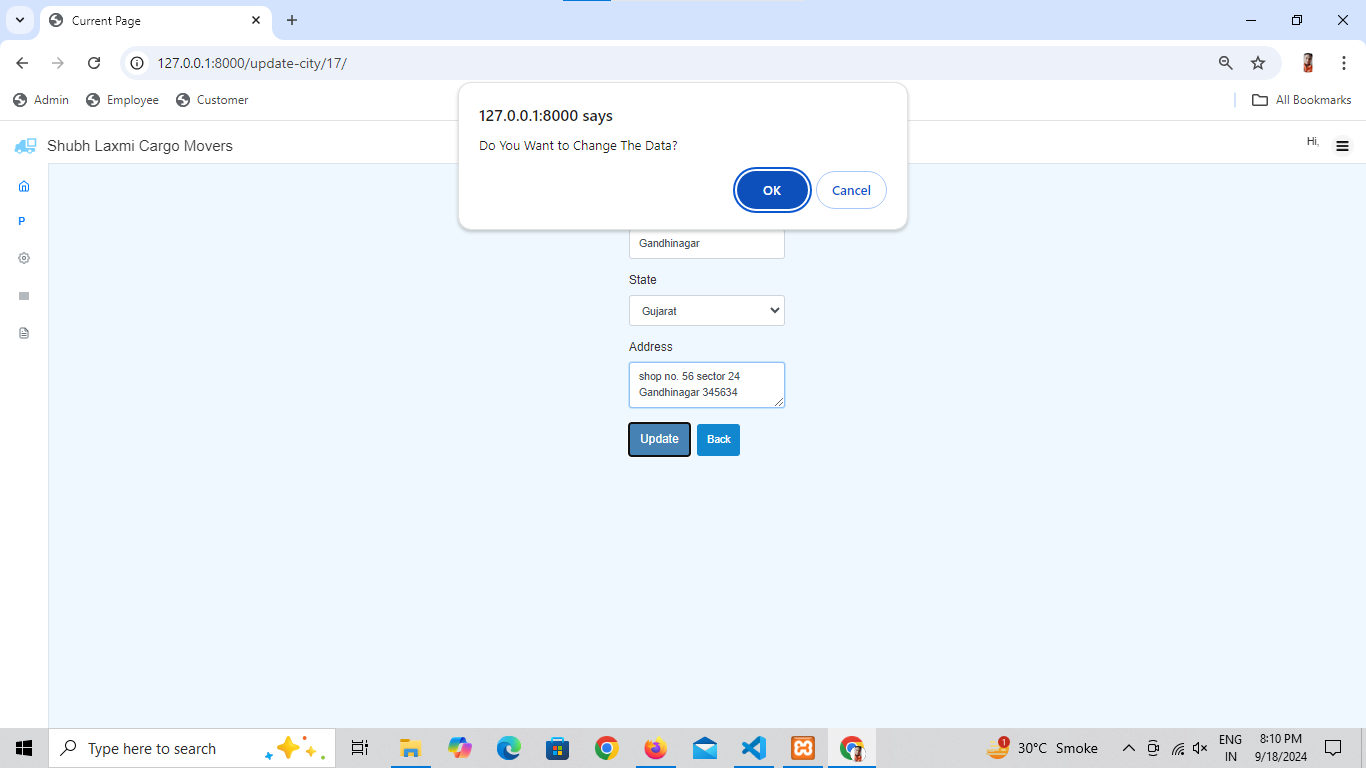 Current Page
127.0.0.1:8000/update-city/17/
Admin
Employee
Customer
All Bookmarks
127.0.0.1:8000 says
Do You Want to Change The Data?
OK
Cancel
Shubh Laxmi Cargo Movers
Hi,
P
Gandhinagar
State
Gujarat
Address
shop no. 56 sector 24
Gandhinagar 345634
Update
Back
Type here to search
1
30°C Smoke
ENG
IN
8:10 PM
9/18/2024